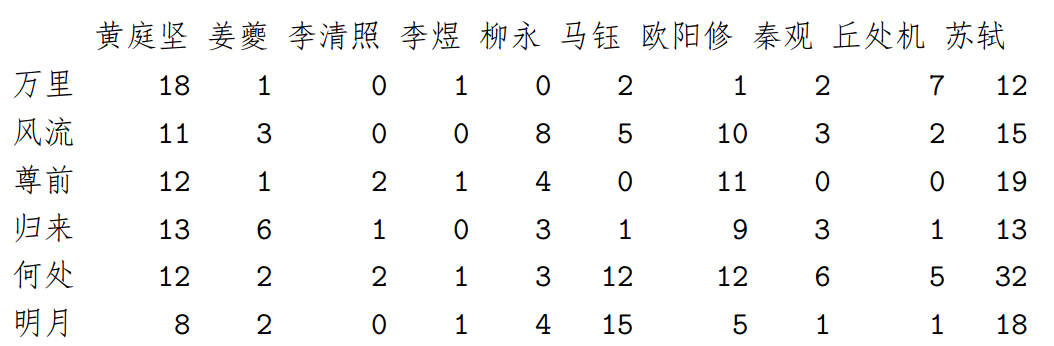 黄庭坚 姜夔 李清照 李煜 柳永 马钰 欧阳修 秦观 丘处机 苏轼
万里 18 1 0 1 0 2 1 2 7 12
风流 11 3 0 0 8 5 10 3 2 15
尊前 12 1 2 1 4 0 11 0 0 19
归来 13 6 1 0 3 1 9 3 1 13
何处 12 2 2 1 3 12 12 6 5 32
明月 8 2 0 1 4 15 5 1 1 18